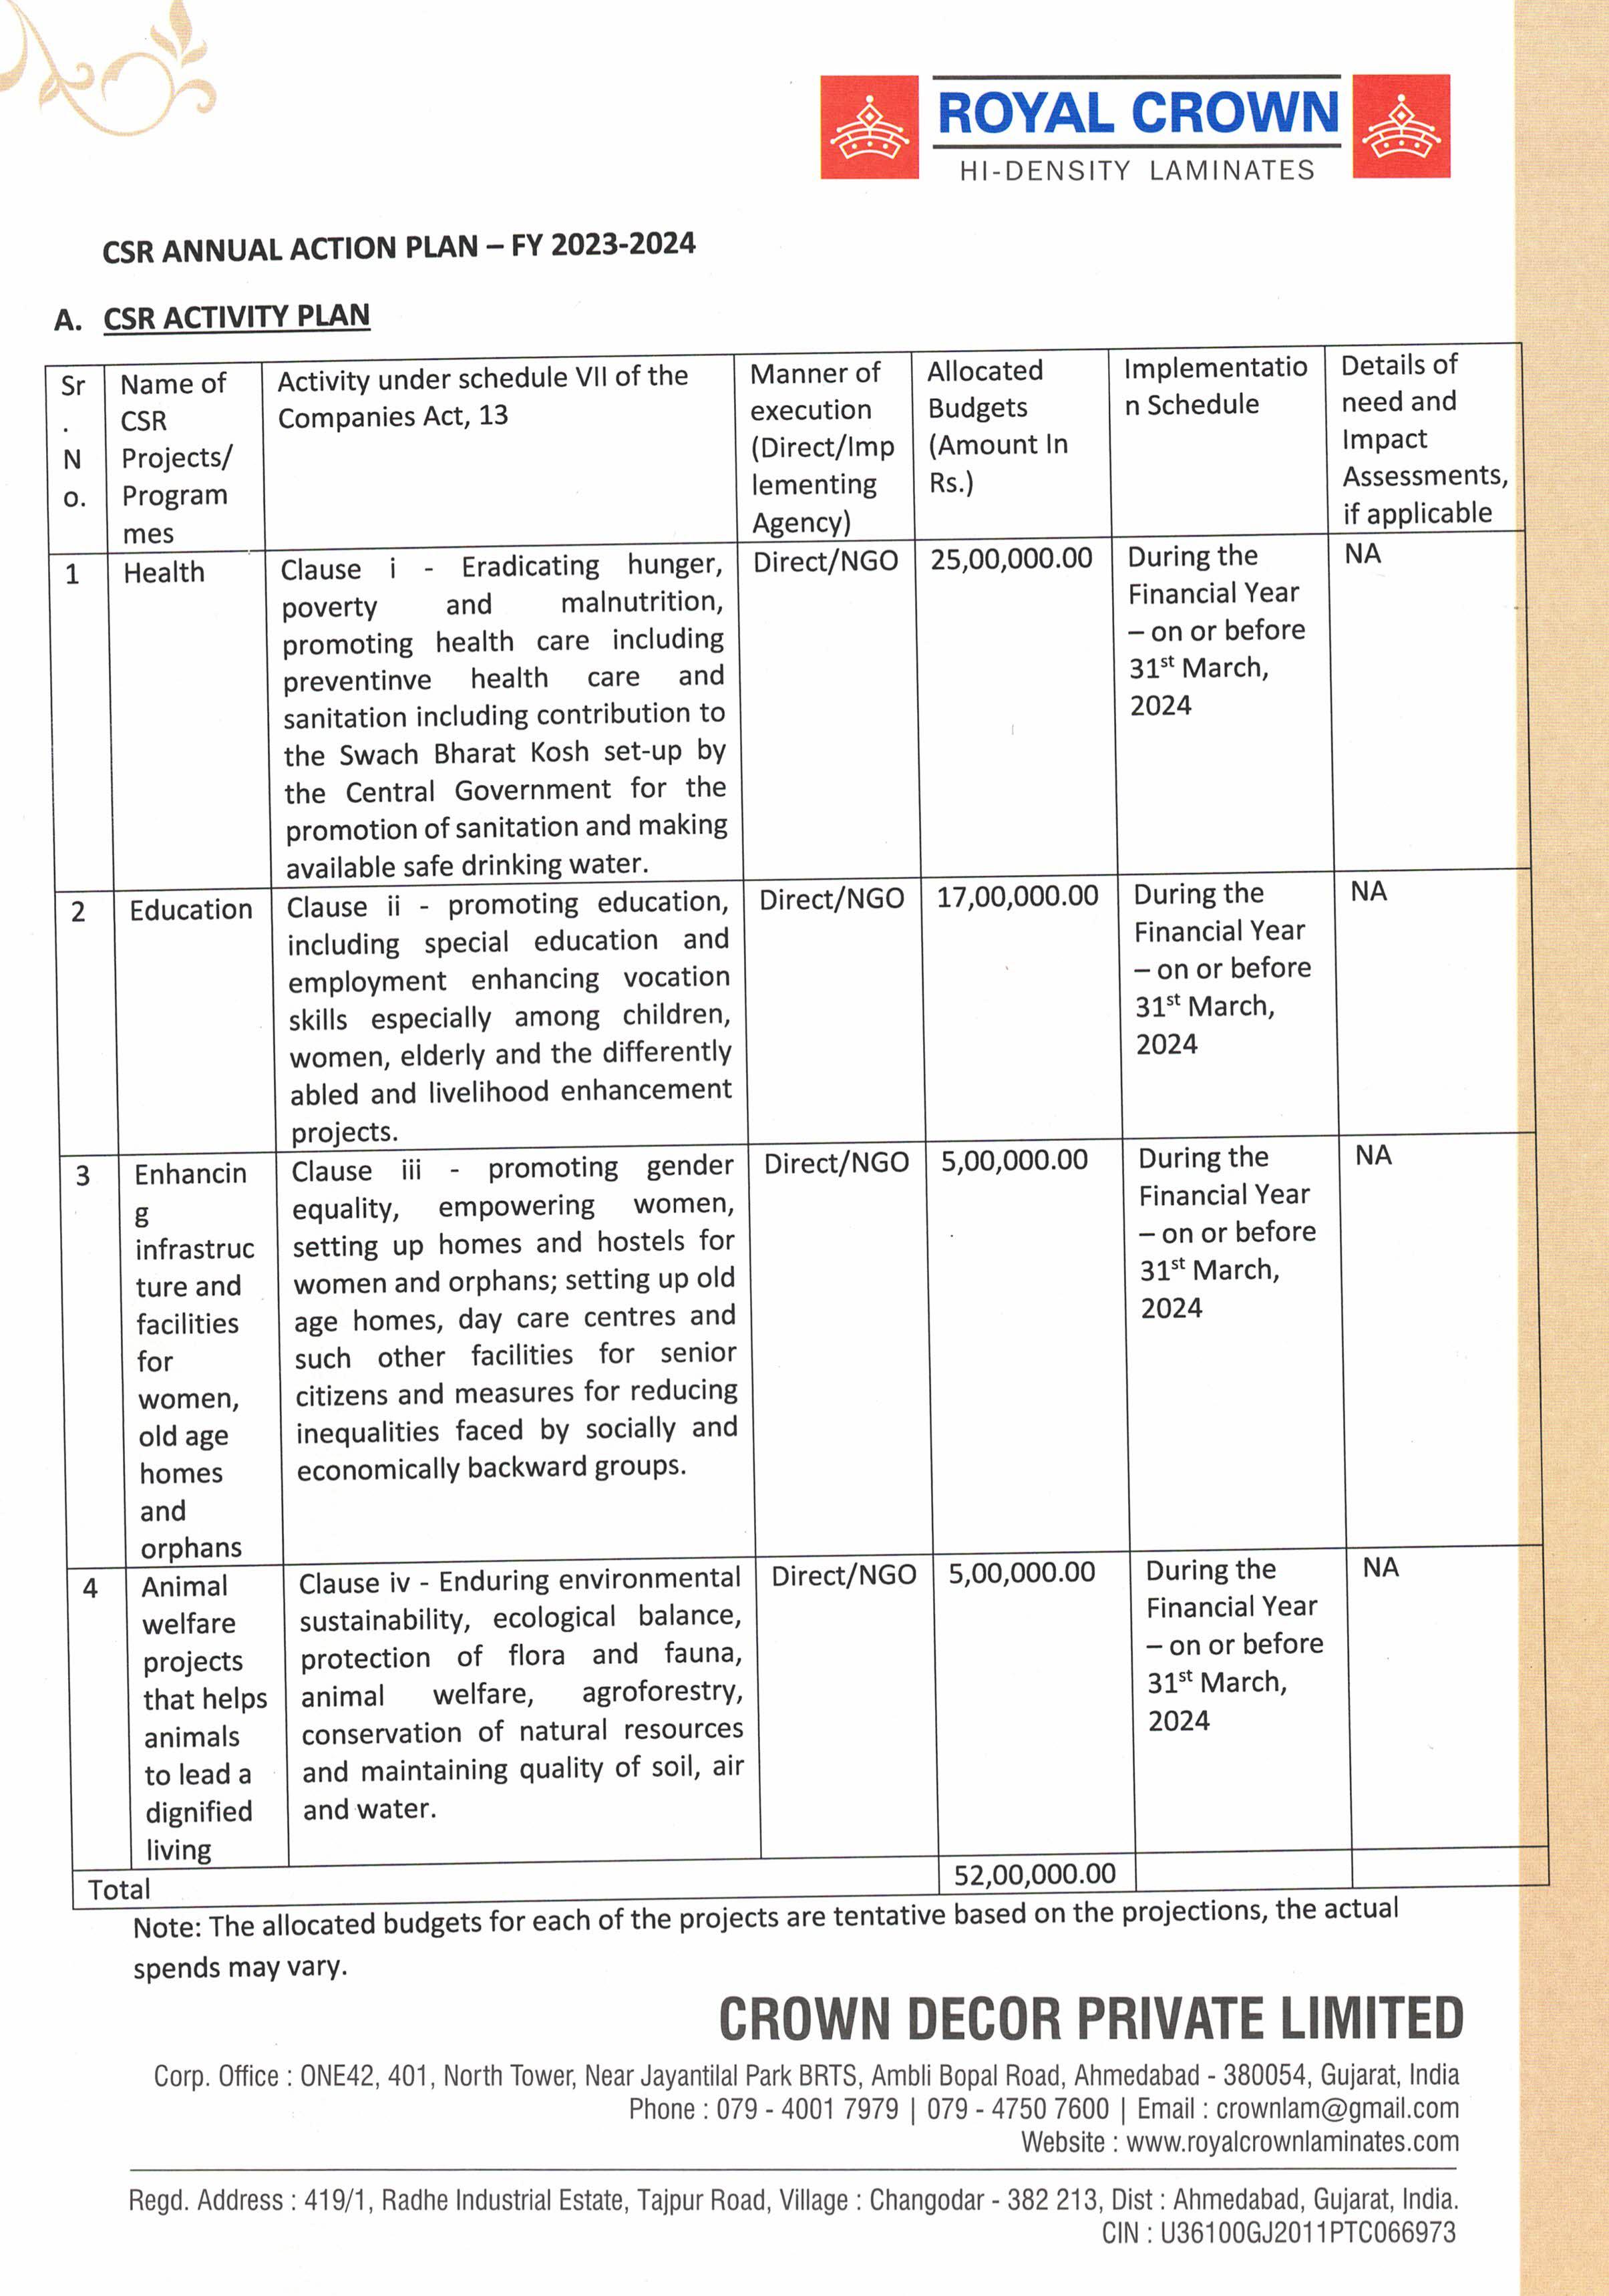 ROYAL CROWN
HI-DENSITY LAMINATES
CSR ANNUAL ACTION PLAN – FY 2023-2024
A. CSR ACTIVITY PLAN
Sr
.
N
o.
Name of
CSR
Projects/
Program
mes
Activity under schedule VII of the
Companies Act, 13
Manner of
execution
(Direct/Imp
lementing
Agency)
Allocated
Budgets
(Amount In
Rs.)
Implementatio
n Schedule
Details of
need and
Impact
Assessments,
if applicable
1
Health
Clause i - Eradicating hunger,
poverty and malnutrition,
promoting health care including
preventinve health care and
sanitation including contribution to
the Swach Bharat Kosh set-up by
the Central Government for the
promotion of sanitation and making
available safe drinking water.
Direct/NGO
25,00,000.00
During the
Financial Year
– on or before
31st March,
2024
NA
2
Education
Clause ii - promoting education,
including special education and
employment enhancing vocation
skills especially among children,
women, elderly and the differently
abled and livelihood enhancement
projects.
Direct/NGO
17,00,000.00
During the
Financial Year
– on or before
31st March,
2024
NA
3
Enhancin
g
infrastruc
ture and
facilities
for
women,
old age
homes
and
orphans
Clause iii - promoting gender
equality, empowering women,
setting up homes and hostels for
women and orphans; setting up old
age homes, day care centres and
such other facilities for senior
citizens and measures for reducing
inequalities faced by socially and
economically backward groups.
Direct/NGO
5,00,000.00
During the
Financial Year
– on or before
31st March,
2024
NA
4
Animal
welfare
projects
that helps
animals
to lead a
dignified
living
Clause iv - Enduring environmental
sustainability, ecological balance,
protection of flora and fauna,
animal welfare, agroforestry,
conservation of natural resources
and maintaining quality of soil, air
and water.
Direct/NGO
5,00,000.00
During the
Financial Year
– on or before
31st March,
2024
NA
Total
52,00,000.00
Note: The allocated budgets for each of the projects are tentative based on the projections, the actual
spends may vary.
CROWN DECOR PRIVATE LIMITED
Corp. Office : ONE42, 401, North Tower, Near Jayantilal Park BRTS, Ambli Bopal Road, Ahmedabad - 380054, Gujarat, India
Phone : 079 - 4001 7979 | 079 - 4750 7600 | Email : crownlam@gmail.com
Website : www.royalcrownlaminates.com
Regd. Address : 419/1, Radhe Industrial Estate, Tajpur Road, Village : Changodar - 382 213, Dist : Ahmedabad, Gujarat, India.
CIN : U36100GJ2011PTC066973